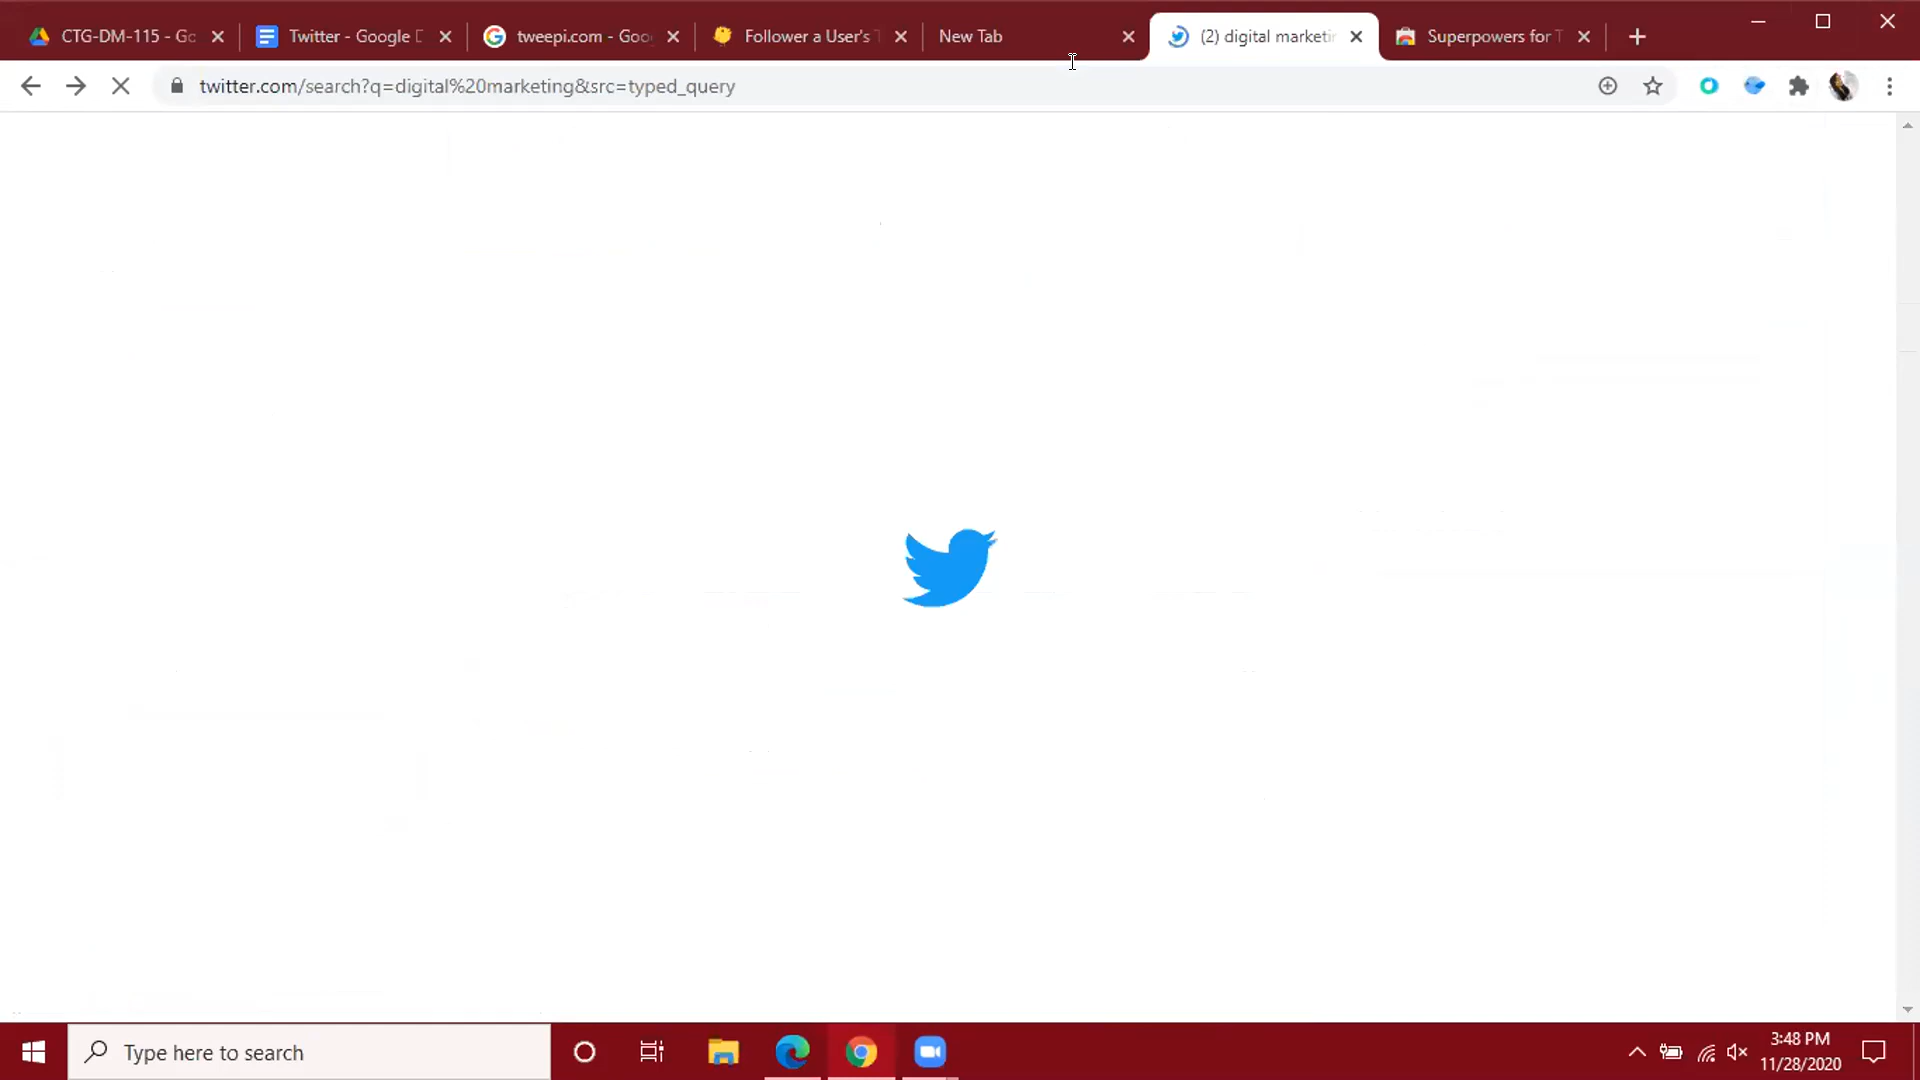 CTG-DM-115 - Go
Twitter - Google D
tweepi.com - Goo
Follower a User's T
New Tab
(2) digital marketin
Superpowers for T
twitter.com/search?q=digital%20marketing&src=typed_query
Type here to search
3:48 PM
11/28/2020